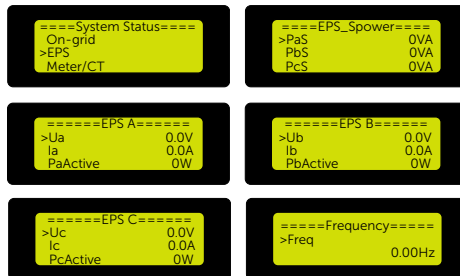 ====System Status====
On-grid
>EPS
Meter/CT
====EPS_Spower====
>PaS 0VA
PbS 0VA
PcS 0VA
======EPS A======
>Ua 0.0V
Ia 0.0A
PaActive 0W
======EPS B======
>Ub 0.0V
Ib 0.0A
PbActive 0W
======EPS C======
>Uc 0.0V
Ic 0.0A
PcActive 0W
=====Frequency=====
>Freq
0.00Hz